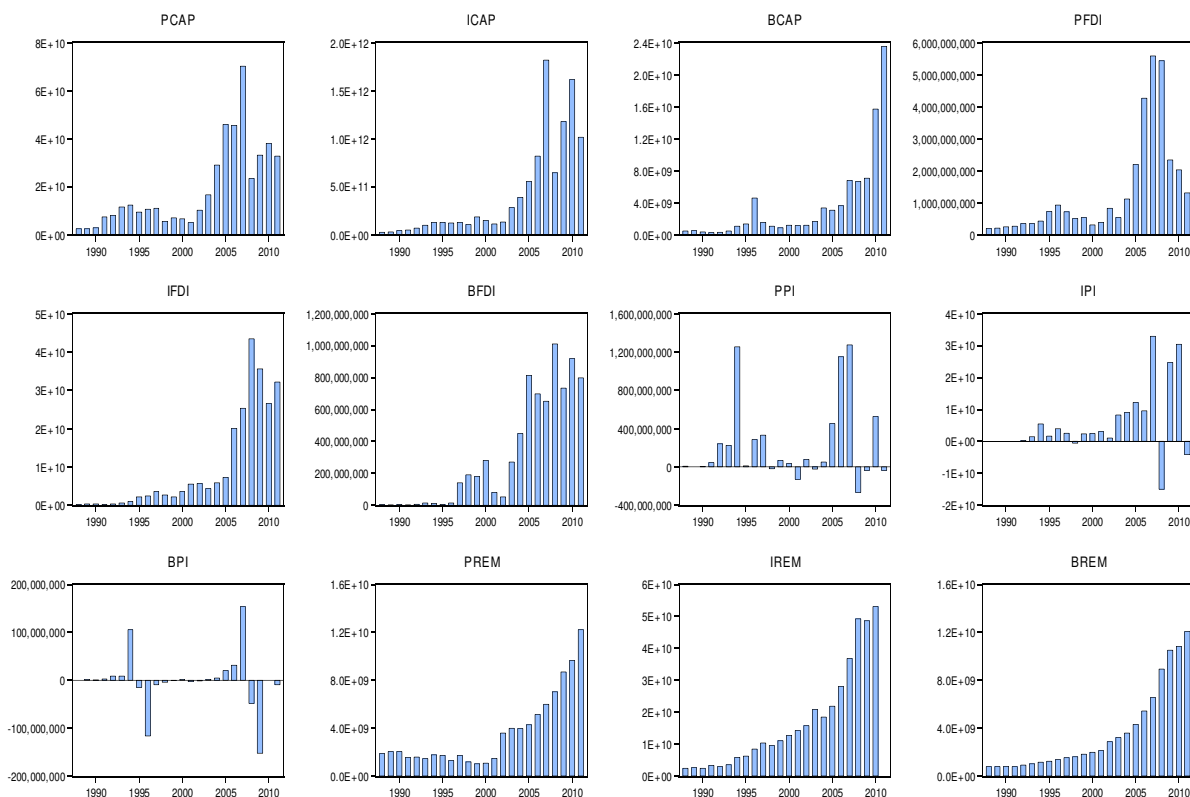 PCAP
8E+10
6E+10
4E+10
2E+10
0E+00
1990 1995 2000 2005 2010
ICAP
2.0E+12
1.5E+12
1.0E+12
5.0E+11
0.0E+00
1990 1995 2000 2005 2010
BCAP
2.4E+10
2.0E+10
1.6E+10
1.2E+10
8.0E+09
4.0E+09
0.0E+00
1990 1995 2000 2005 2010
PFDI
6,000,000,000
5,000,000,000
4,000,000,000
3,000,000,000
2,000,000,000
1,000,000,000
0
1990 1995 2000 2005 2010
IFDI
5E+10
4E+10
3E+10
2E+10
1E+10
0E+00
1990 1995 2000 2005 2010
BFDI
1,200,000,000
1,000,000,000
800,000,000
600,000,000
400,000,000
200,000,000
0
1990 1995 2000 2005 2010
PPI
1,600,000,000
1,200,000,000
800,000,000
400,000,000
0
-400,000,000
1990 1995 2000 2005 2010
IPI
4E+10
3E+10
2E+10
1E+10
0E+00
-1E+10
-2E+10
1990 1995 2000 2005 2010
BPI
200,000,000
100,000,000
0
-100,000,000
-200,000,000
1990 1995 2000 2005 2010
PREM
1.6E+10
1.2E+10
8.0E+09
4.0E+09
0.0E+00
1990 1995 2000 2005 2010
IREM
6E+10
5E+10
4E+10
3E+10
2E+10
1E+10
0E+00
1990 1995 2000 2005 2010
BREM
1.6E+10
1.2E+10
8.0E+09
4.0E+09
0.0E+00
1990 1995 2000 2005 2010